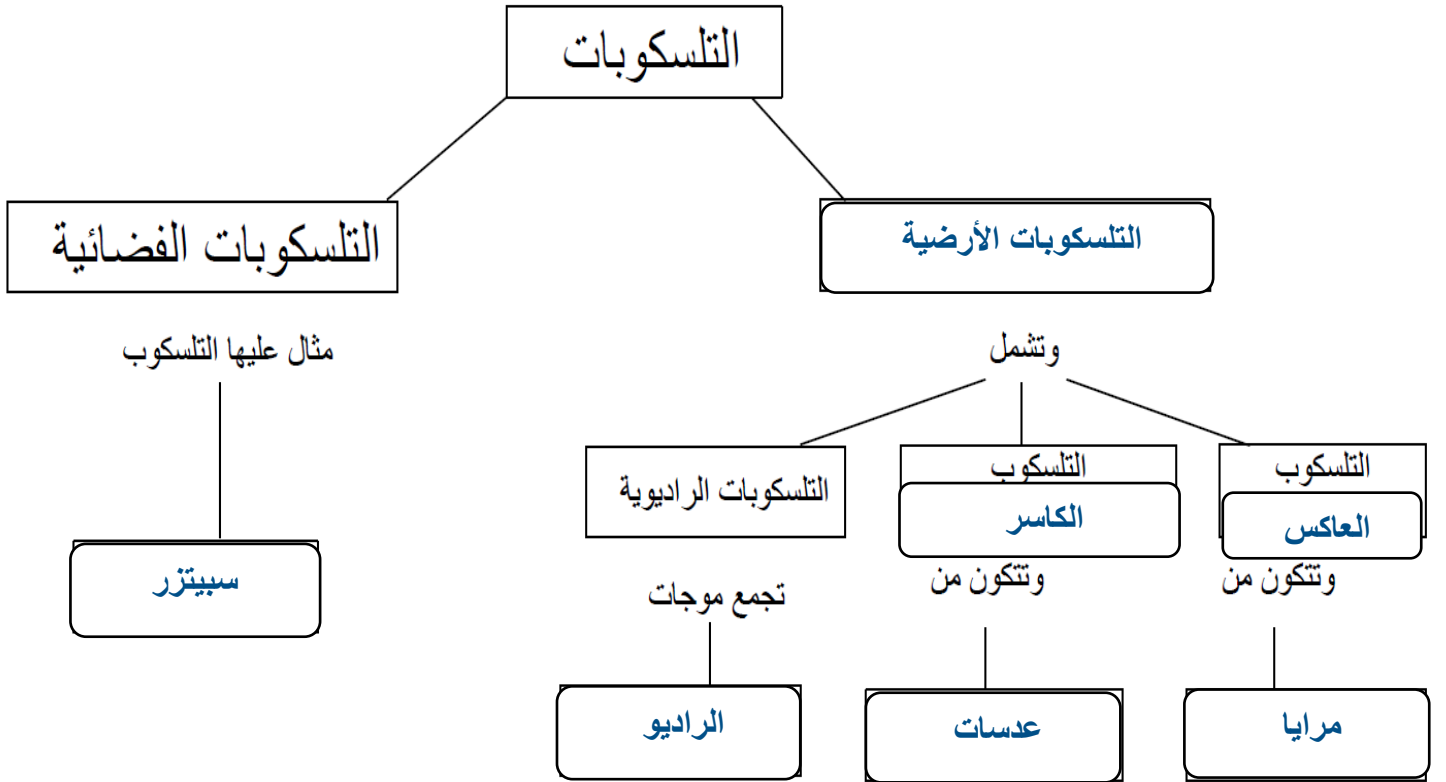 التلسكوبات
التلسكوبات الأرضية
التلسكوبات الفضائية
وتشمل
مثال عليها التلسكوب
التلسكوب
العاكس
التلسكوب
الكاسر
التلسكوبات الراديوية
سبيتزر
وتتكون من
وتتكون من
تجمع موجات
مرايا
عدسات
الراديو